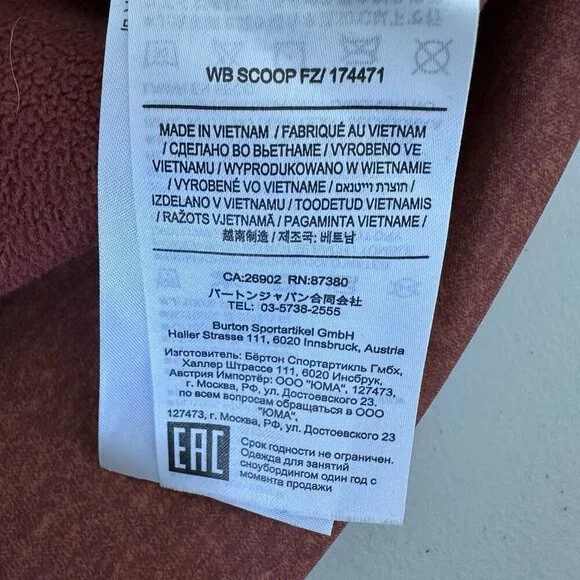 WB SCOOP FZ/ 174471
MADE IN VIETNAM / FABRIQUÉ AU VIETNAM
/ СДЕЛАНО ВО ВЬЕТНАМЕ / VYROBENO VE
VIETNAMU / WYPRODUKOWANO W WIETNAMIE
/ VYROBENÉ VO VIETNAME / תוצרת וייטנאם /
IZDELANO V VIETNAMU / TOODETUD VIETNAMIS
/ RAŽOTS VJETNAMĀ / PAGAMINTA VIETNAME /
越南制造 / 제조국: 베트남
CA:26902 RN:87380
バートンジャパン合同会社
TEL: 03-5738-2555
Burton Sportartikel GmbH
Haller Strasse 111, 6020 Innsbruck, Austria
Изготовитель: Бёртон Спортартикль Гмбх,
Халлер Штрассе 111, 6020 Инсбрук,
Австрия Импортёр: ООО "ЮМА", 127473,
г. Москва, РФ, ул. Достоевского 23.
по всем вопросам обращаться в ООО
"ЮМА",
127473, г. Москва, РФ, ул. Достоевского 23
EAC
Срок годности не ограничен.
Одежда для занятий
сноубордингом один год с
момента продажи